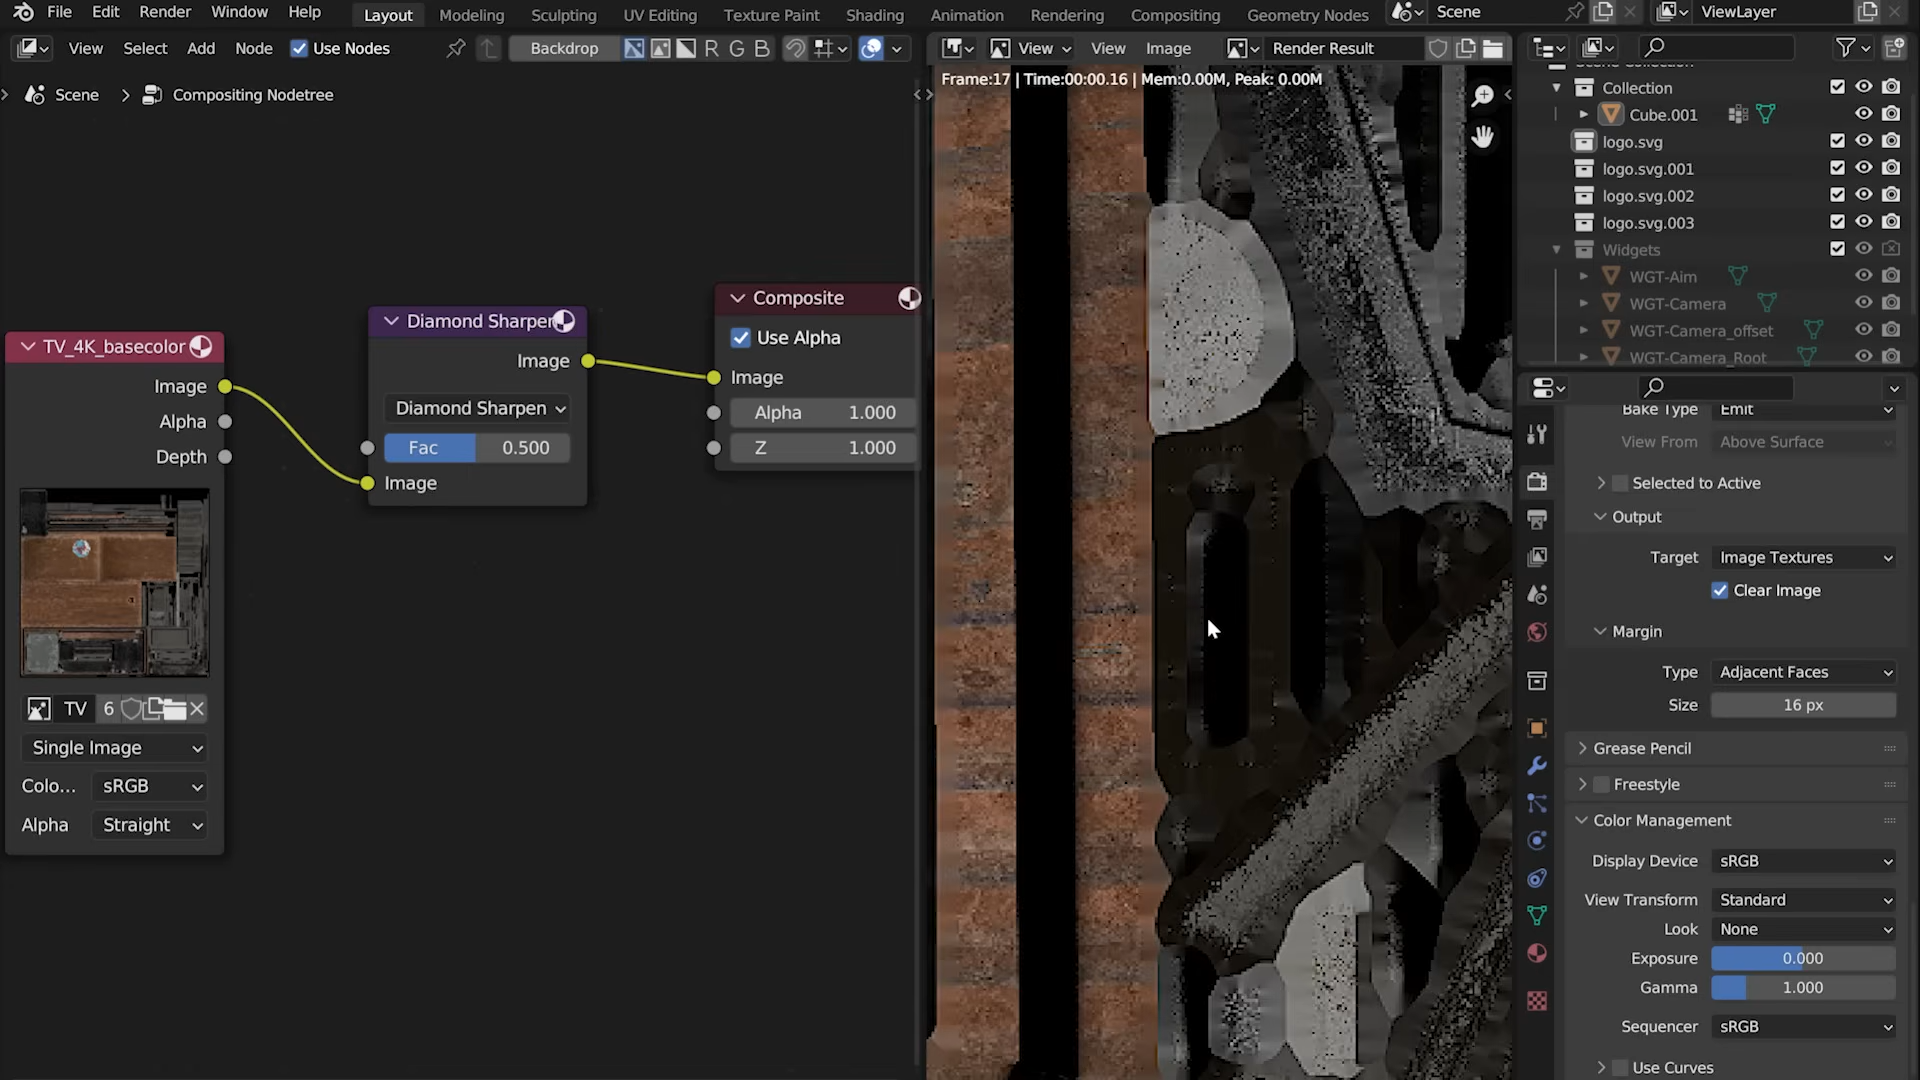 File Edit Render Window Help Layout Modeling Sculpting UV Editing Texture Paint Shading Animation Rendering Compositing Geometry Nodes Scene ViewLayer
View Select Add Node Use Nodes Backdrop R G B View View Image Render Result
Scene > Compositing Nodetree
Frame:17 | Time:00:00.16 | Mem:0.00M, Peak: 0.00M
TV_4K_basecolor
Image
Alpha
Depth
TV 6
Single Image
Colo... sRGB
Alpha Straight
Diamond Sharpen
Image
Diamond Sharpen
Fac 0.500
Image
Composite
Use Alpha
Image
Alpha 1.000
Z 1.000
Collection
Cube.001
logo.svg
logo.svg.001
logo.svg.002
logo.svg.003
Widgets
WGT-Aim
WGT-Camera
WGT-Camera_offset
WGT-Camera_Root
Bake Type Emit
View From Above Surface
Selected to Active
Output
Target Image Textures
Clear Image
Margin
Type Adjacent Faces
Size 16 px
Grease Pencil
Freestyle
Color Management
Display Device sRGB
View Transform Standard
Look None
Exposure 0.000
Gamma 1.000
Sequencer sRGB
Use Curves